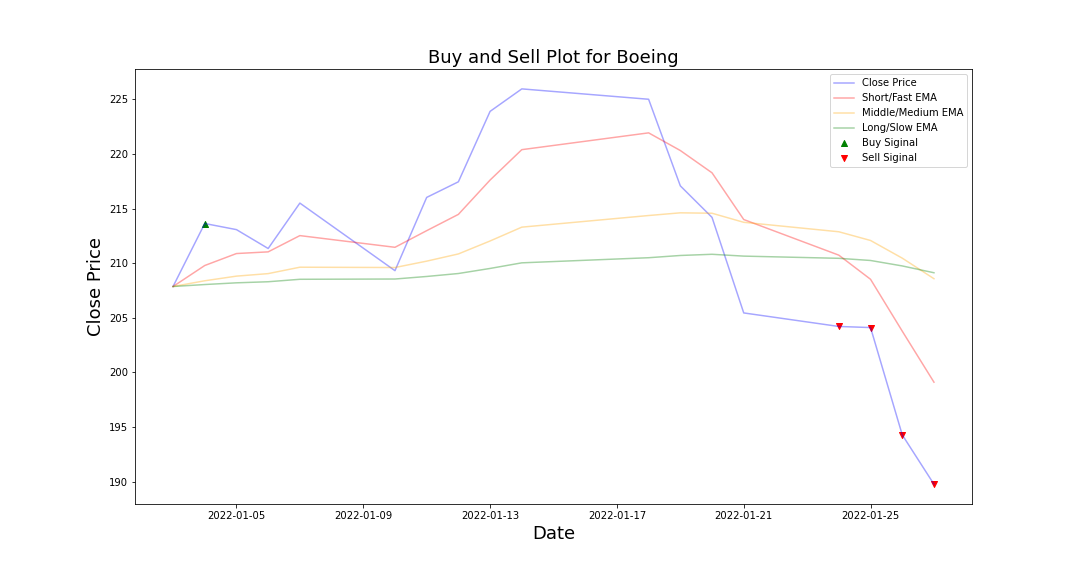 Buy and Sell Plot for Boeing
Close Price
Short/Fast EMA
Middle/Medium EMA
Long/Slow EMA
Buy Siginal
Sell Siginal
Close Price
225
220
215
210
205
200
195
190
2022-01-05
2022-01-09
2022-01-13
2022-01-17
2022-01-21
2022-01-25
Date